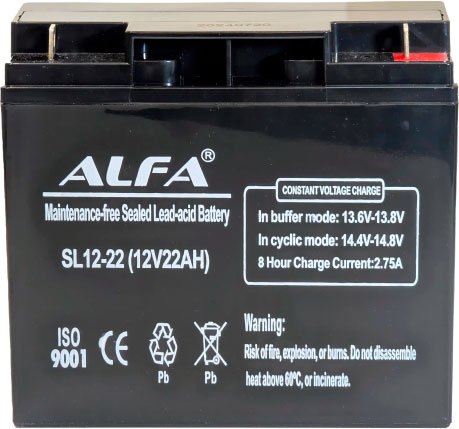 ALFA®
Maintenance-free Sealed Lead-acid Battery
SL12-22 (12V22AH)
CONSTANT VOLTAGE CHARGE
In buffer mode: 13.6V-13.8V
In cyclic mode: 14.4V-14.8V
8 Hour Charge Current:2.75A
ISO
9001
CE
Pb
Pb
Warning:
Risk of fire, explosion, or burns. Do not disassemble
heat above 60℃, or incinerate.